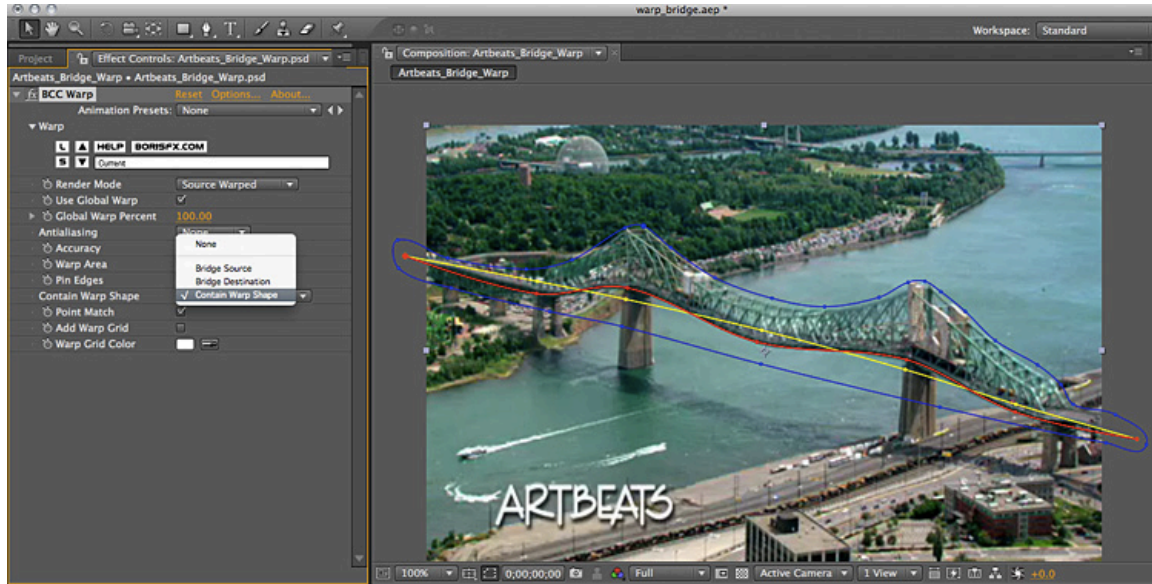 warp_bridge.aep *
Workspace: Standard
Project
Effect Controls: Artbeats_Bridge_Warp.psd
Composition: Artbeats_Bridge_Warp
Artbeats_Bridge_Warp • Artbeats_Bridge_Warp.psd
Artbeats_Bridge_Warp
fx BCC Warp Reset Options... About...
Animation Presets: None
Warp
L HELP BORISFX.COM
S Current
Render Mode Source Warped
Use Global Warp
Global Warp Percent 100.00
Antialiasing None
None
Accuracy
Warp Area
Bridge Source
Pin Edges
Bridge Destination
Contain Warp Shape
✓ Contain Warp Shape
Point Match
Add Warp Grid
Warp Grid Color
ARTBEATS
100% 0;00;00;00 Full Active Camera 1 View +0.0